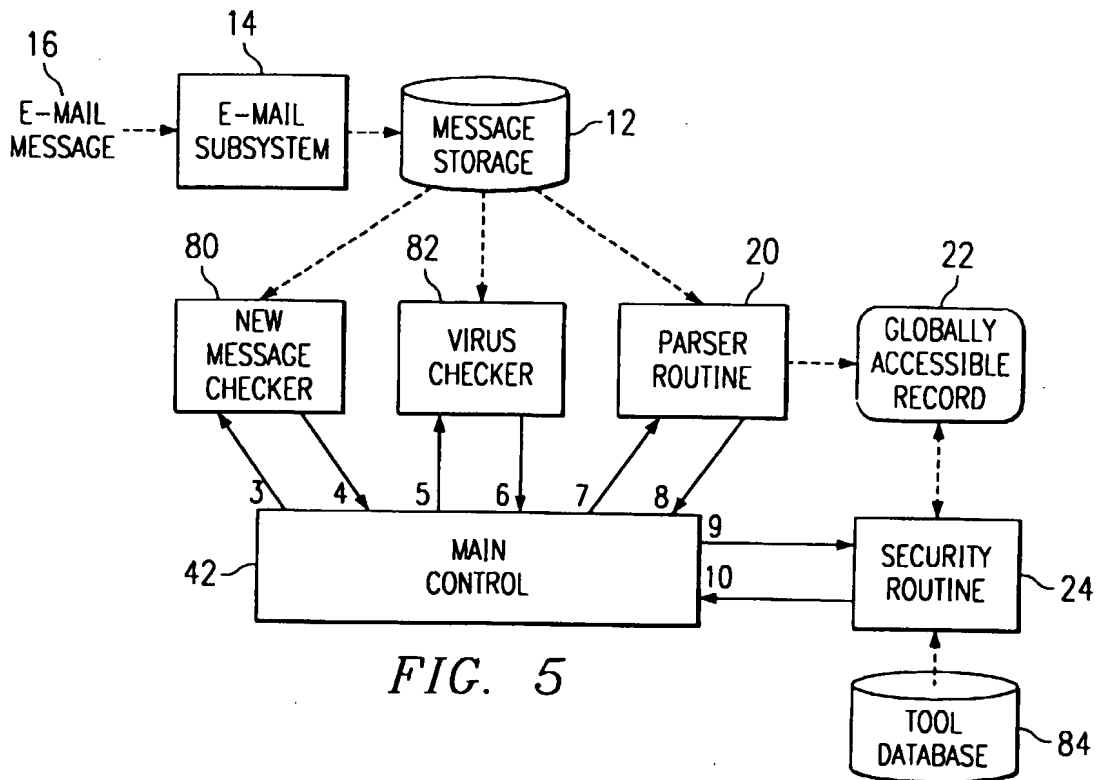 16
14
E-MAIL
MESSAGE
E-MAIL
SUBSYSTEM
MESSAGE
STORAGE
12
80
82
20
22
NEW
MESSAGE
CHECKER
VIRUS
CHECKER
PARSER
ROUTINE
GLOBALLY
ACCESSIBLE
RECORD
3
4
5
6
7
8
9
10
42
MAIN
CONTROL
SECURITY
ROUTINE
24
FIG. 5
TOOL
DATABASE
84